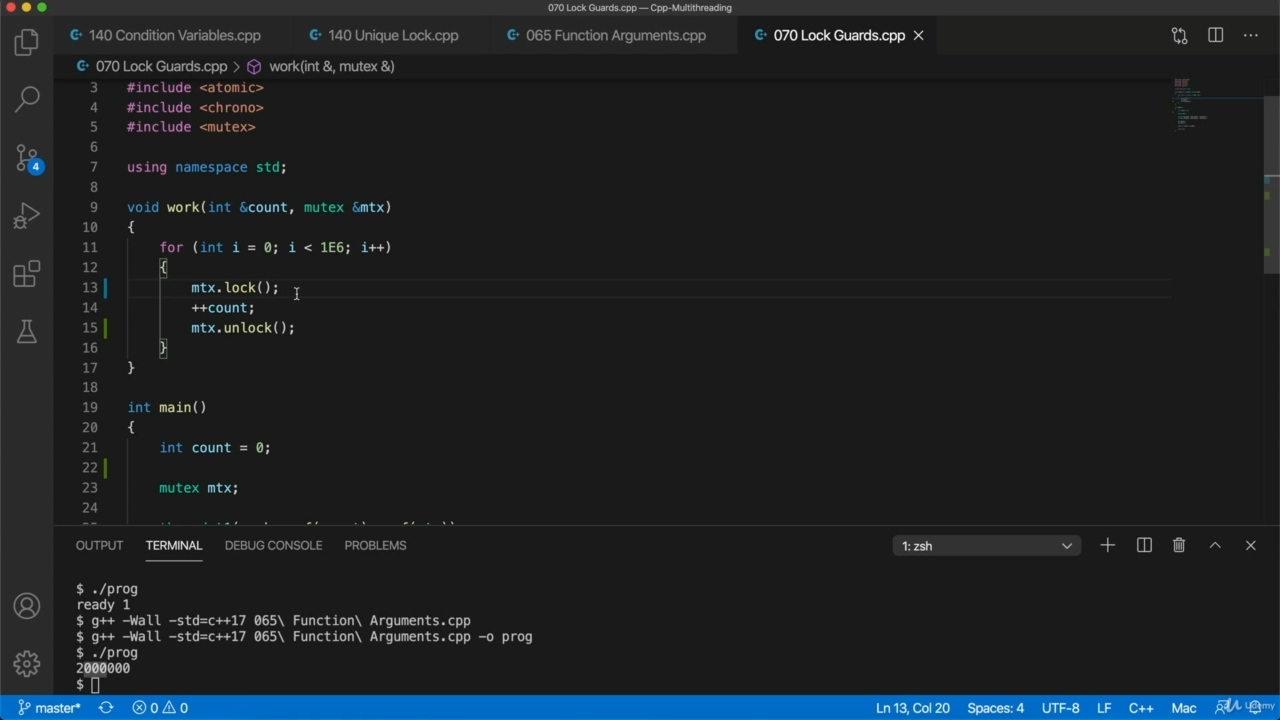 070 Lock Guards.cpp — Cpp-Multithreading
140 Condition Variables.cpp
140 Unique Lock.cpp
065 Function Arguments.cpp
070 Lock Guards.cpp
070 Lock Guards.cpp > work(int &, mutex &)
3 #include <atomic>
4 #include <chrono>
5 #include <mutex>
6
7 using namespace std;
8
9 void work(int &count, mutex &mtx)
10 {
11 for (int i = 0; i < 1E6; i++)
12 {
13 mtx.lock();
14 ++count;
15 mtx.unlock();
16 }
17 }
18
19 int main()
20 {
21 int count = 0;
22
23 mutex mtx;
24
4
OUTPUT TERMINAL DEBUG CONSOLE PROBLEMS
1: zsh
$ ./prog
ready 1
$ g++ -Wall -std=c++17 065\ Function\ Arguments.cpp
$ g++ -Wall -std=c++17 065\ Function\ Arguments.cpp -o prog
$ ./prog
2000000
$
master* 0 0 Ln 13, Col 20 Spaces: 4 UTF-8 LF C++ Mac
Udemy